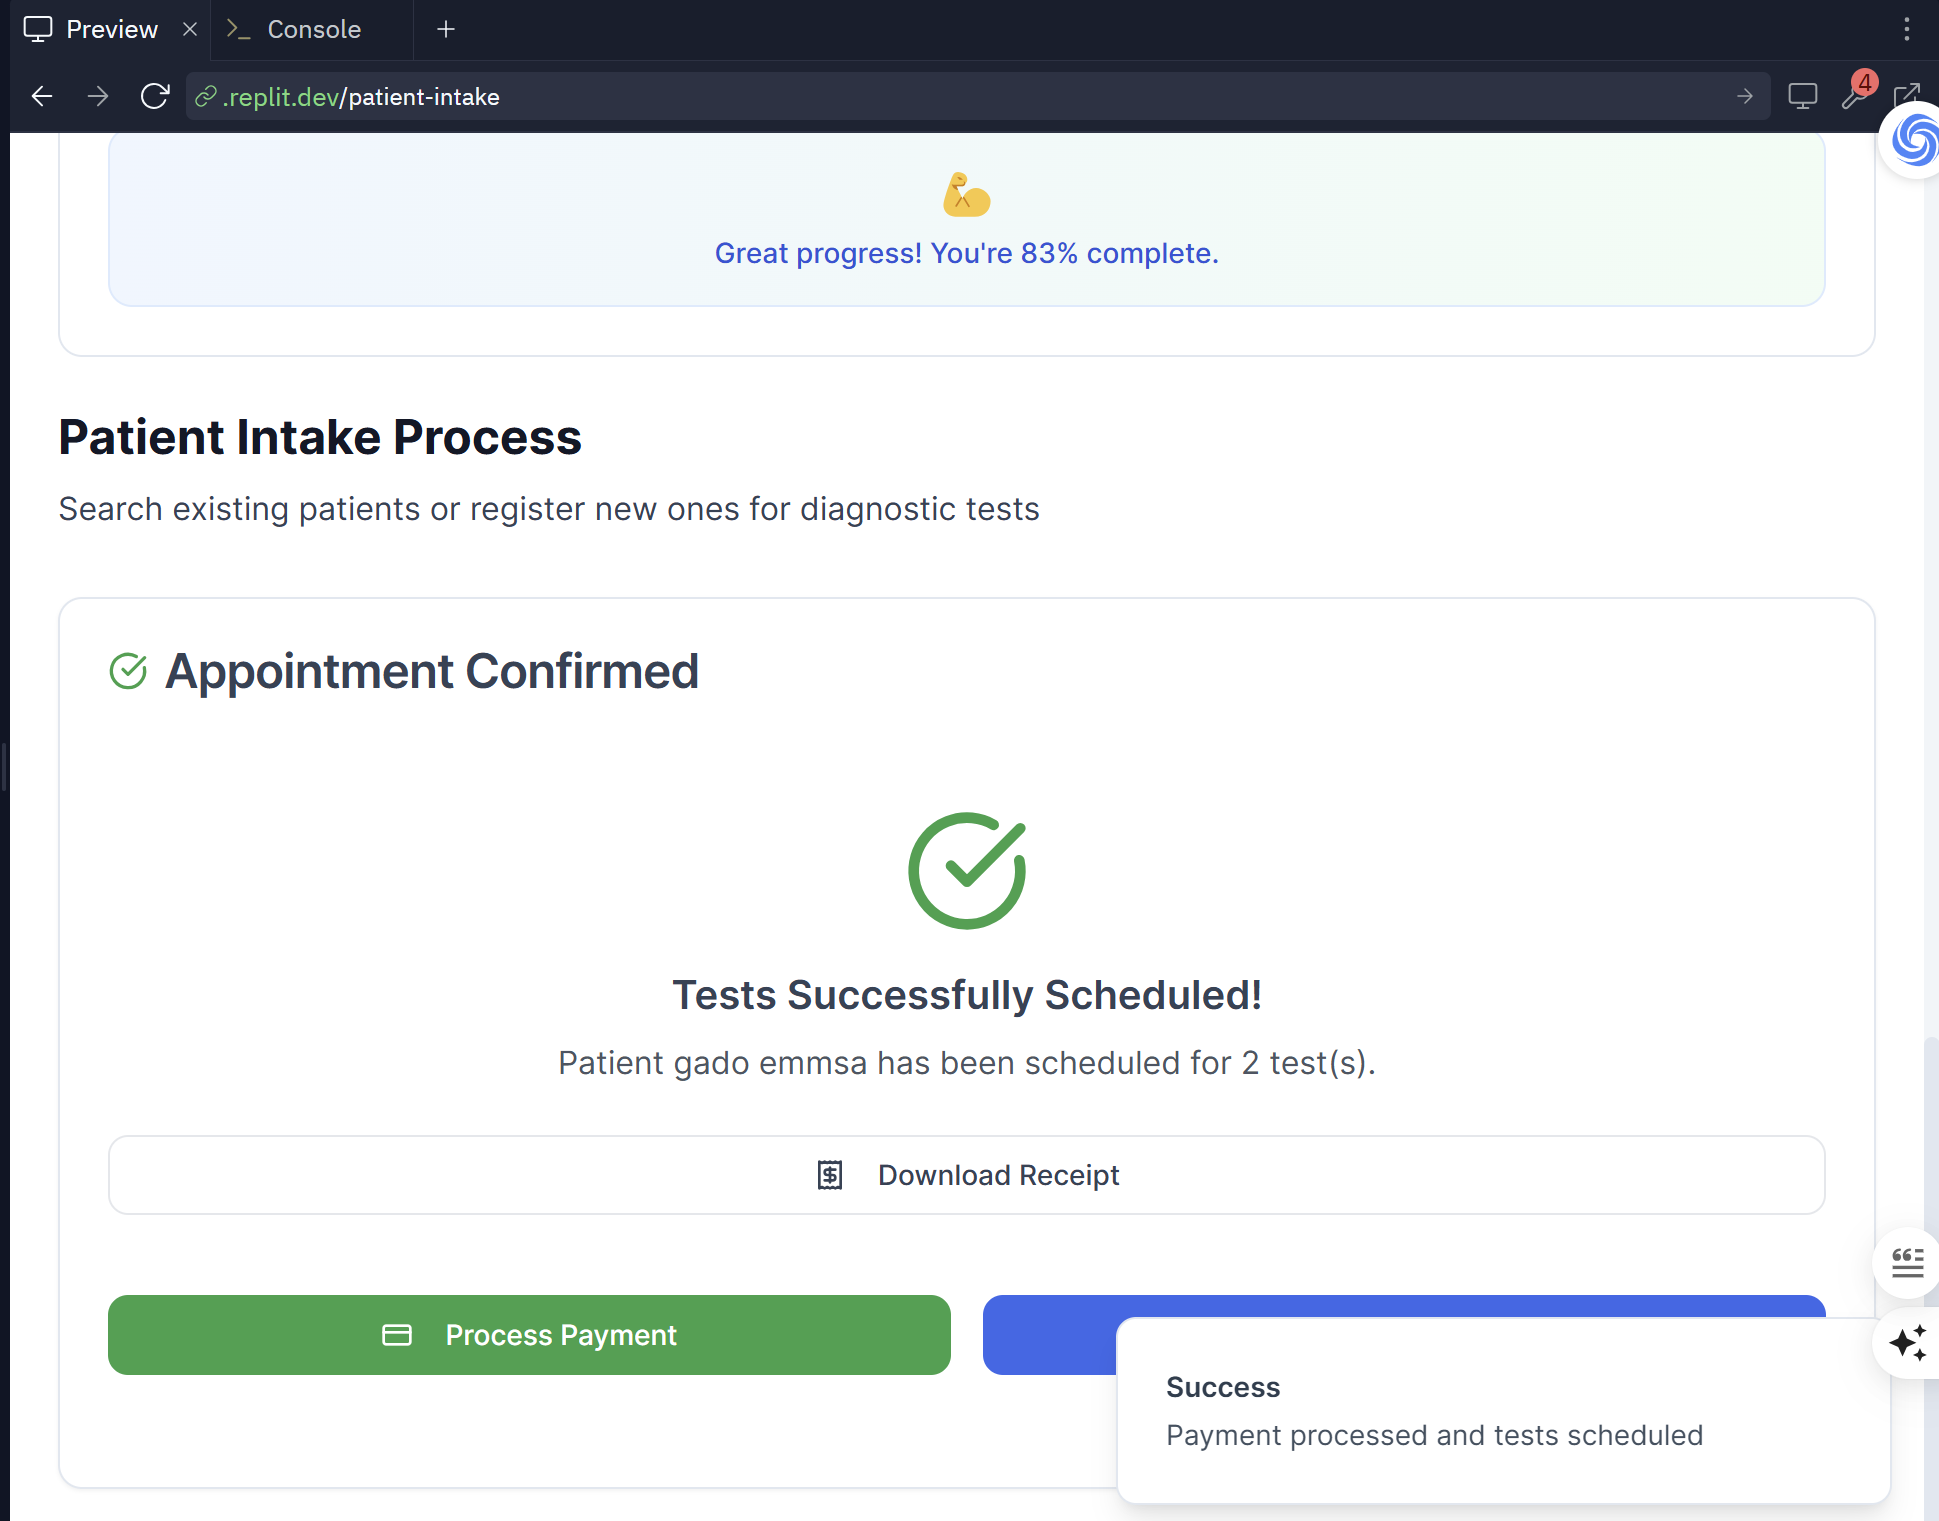 Preview
Console
.replit.dev/patient-intake
4
Great progress! You're 83% complete.
Patient Intake Process
Search existing patients or register new ones for diagnostic tests
Appointment Confirmed
Tests Successfully Scheduled!
Patient gado emmsa has been scheduled for 2 test(s).
Download Receipt
Process Payment
Success
Payment processed and tests scheduled